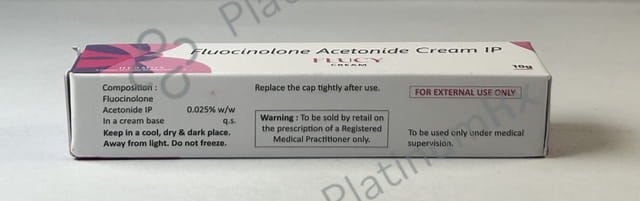 Fluocinolone Acetonide Cream IP
FLUCY
CREAM
10g
Composition :
Fluocinolone
Acetonide IP 0.025% w/w
In a cream base q.s.
Keep in a cool, dry & dark place.
Away from light. Do not freeze.
Replace the cap tightly after use.
Warning : To be sold by retail on
the prescription of a Registered
Medical Practitioner only.
FOR EXTERNAL USE ONLY
To be used only under medical
supervision.
PlatinumRx